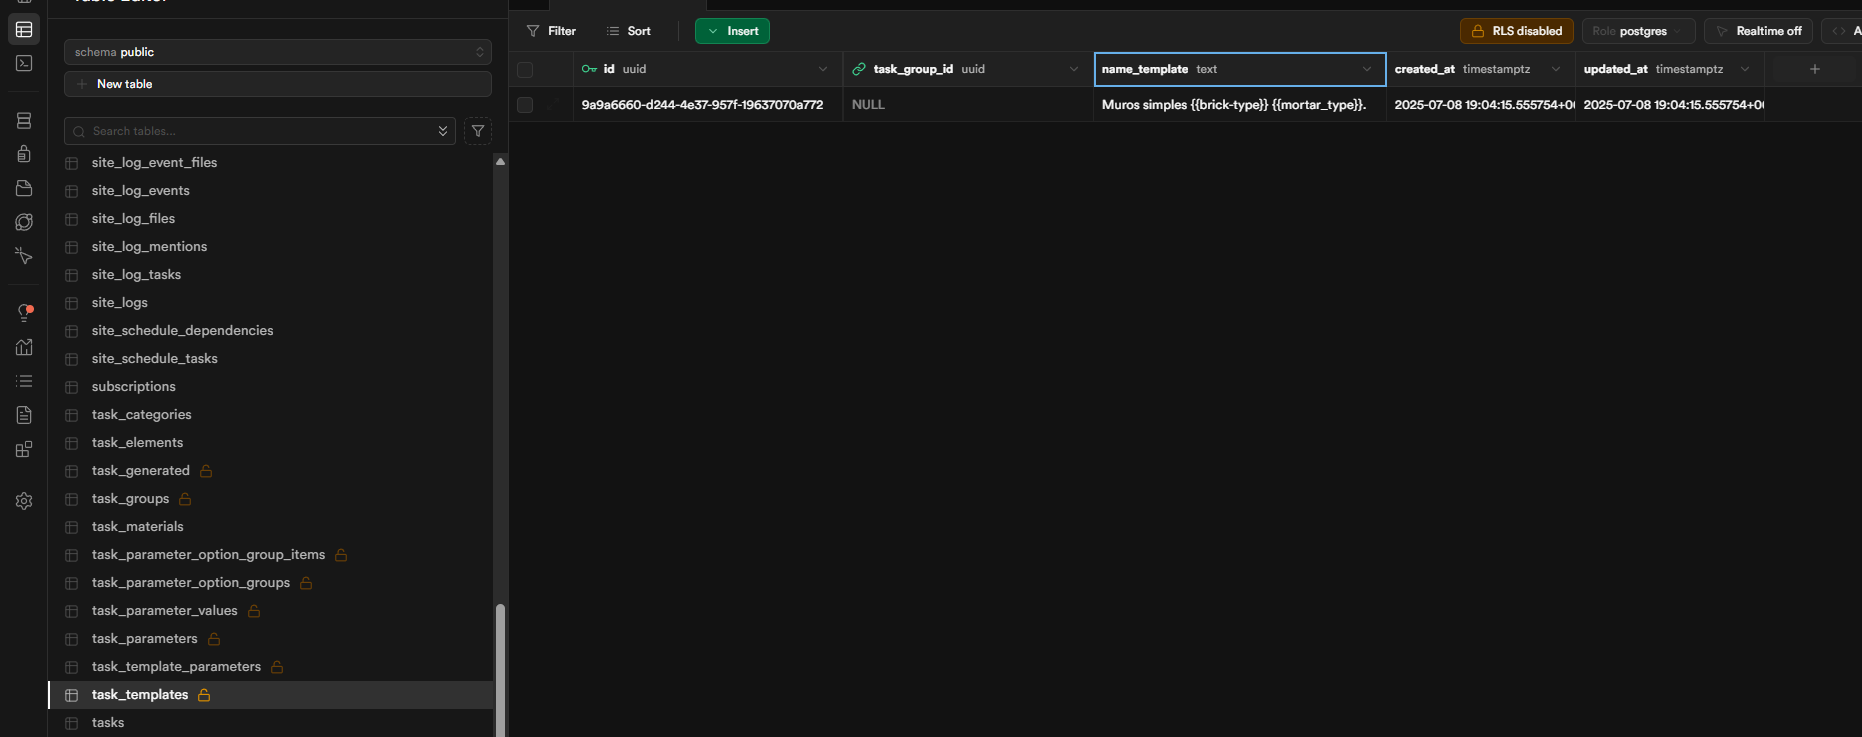 schema public
New table
Search tables...
site_log_event_files
site_log_events
site_log_files
site_log_mentions
site_log_tasks
site_logs
site_schedule_dependencies
site_schedule_tasks
subscriptions
task_categories
task_elements
task_generated
task_groups
task_materials
task_parameter_option_group_items
task_parameter_option_groups
task_parameter_values
task_parameters
task_template_parameters
task_templates
tasks
Filter Sort Insert RLS disabled Role postgres Realtime off A
id uuid task_group_id uuid name_template text created_at timestamptz updated_at timestamptz
9a9a6660-d244-4e37-957f-19637070a772 NULL Muros simples {{brick-type}} {{mortar_type}}. 2025-07-08 19:04:15.555754+0 2025-07-08 19:04:15.555754+0